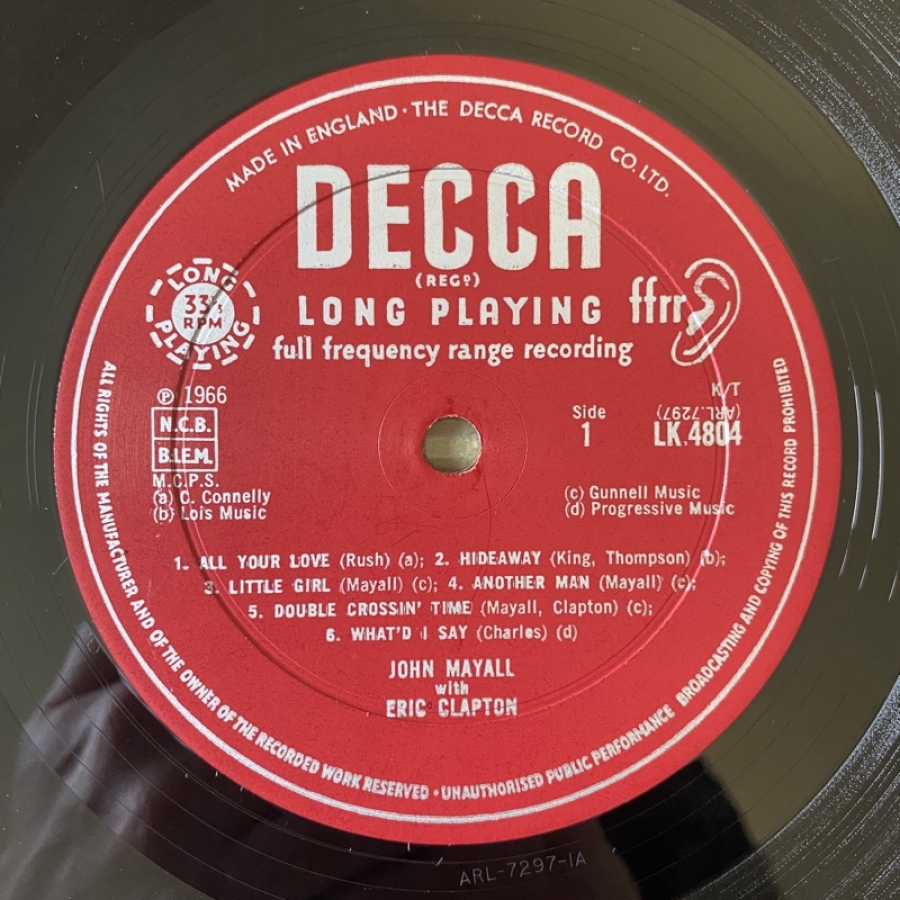 MADE IN ENGLAND · THE DECCA RECORD CO. LTD.
DECCA
(REGD)
LONG PLAYING
ffrr
full frequency range recording
LONG
33⅓
RPM
PLAYING
℗ 1966
N.C.B.
B.I.E.M.
M.C.P.S.
(a) C. Connelly
(b) Lois Music
Side
1
K/T
(ARL.7297)
LK.4804
(c) Gunnell Music
(d) Progressive Music
1. ALL YOUR LOVE (Rush) (a); 2. HIDEAWAY (King, Thompson) (b);
3. LITTLE GIRL (Mayall) (c); 4. ANOTHER MAN (Mayall) (c);
5. DOUBLE CROSSIN' TIME (Mayall, Clapton) (c);
6. WHAT'D I SAY (Charles) (d)
JOHN MAYALL
with
ERIC CLAPTON
ALL RIGHTS OF THE MANUFACTURER AND OF THE OWNER OF THE RECORDED WORK RESERVED · UNAUTHORISED PUBLIC PERFORMANCE BROADCASTING AND COPYING OF THIS RECORD PROHIBITED
ARL-7297-1A